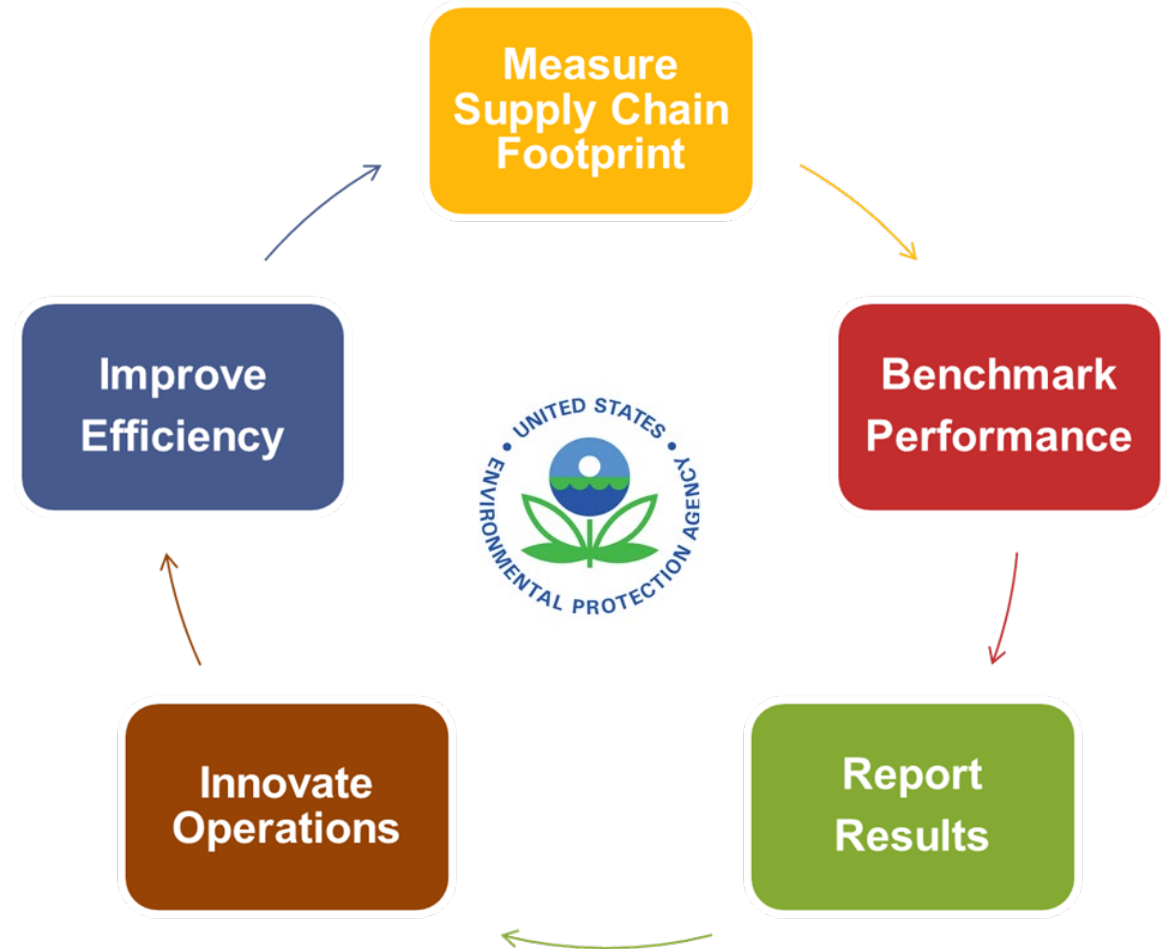 Measure
Supply Chain
Footprint
Benchmark
Performance
Report
Results
Innovate
Operations
Improve
Efficiency
UNITED STATES
ENVIRONMENTAL PROTECTION AGENCY